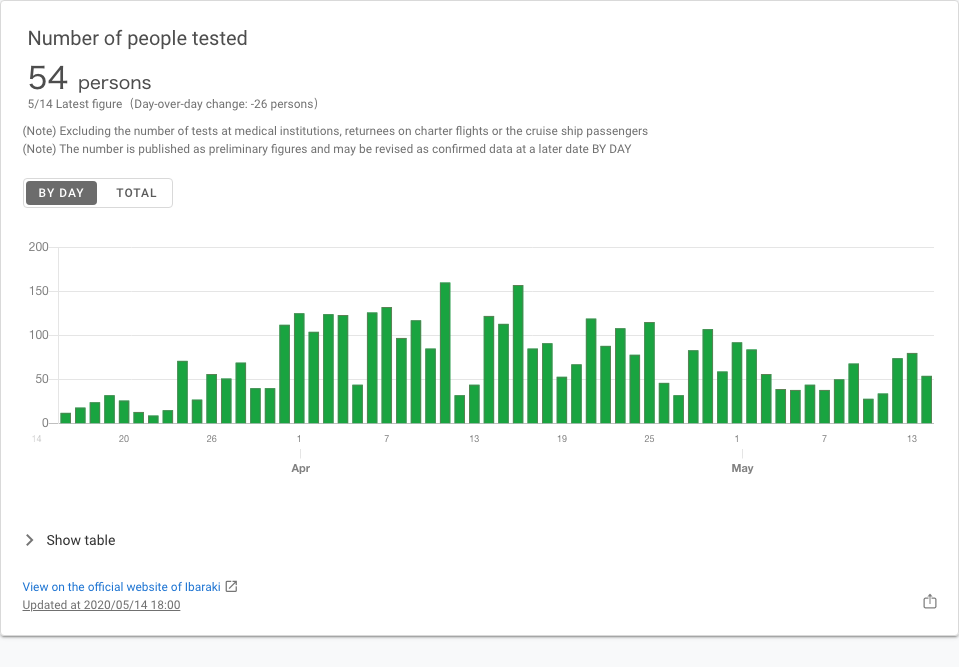 Number of people tested
54 persons
5/14 Latest figure (Day-over-day change: -26 persons)
(Note) Excluding the number of tests at medical institutions, returnees on charter flights or the cruise ship passengers
(Note) The number is published as preliminary figures and may be revised as confirmed data at a later date BY DAY
BY DAY TOTAL
200
150
100
50
0
14 20 26 1 7 13 19 25 1 7 13
Apr May
Show table
View on the official website of Ibaraki
Updated at 2020/05/14 18:00